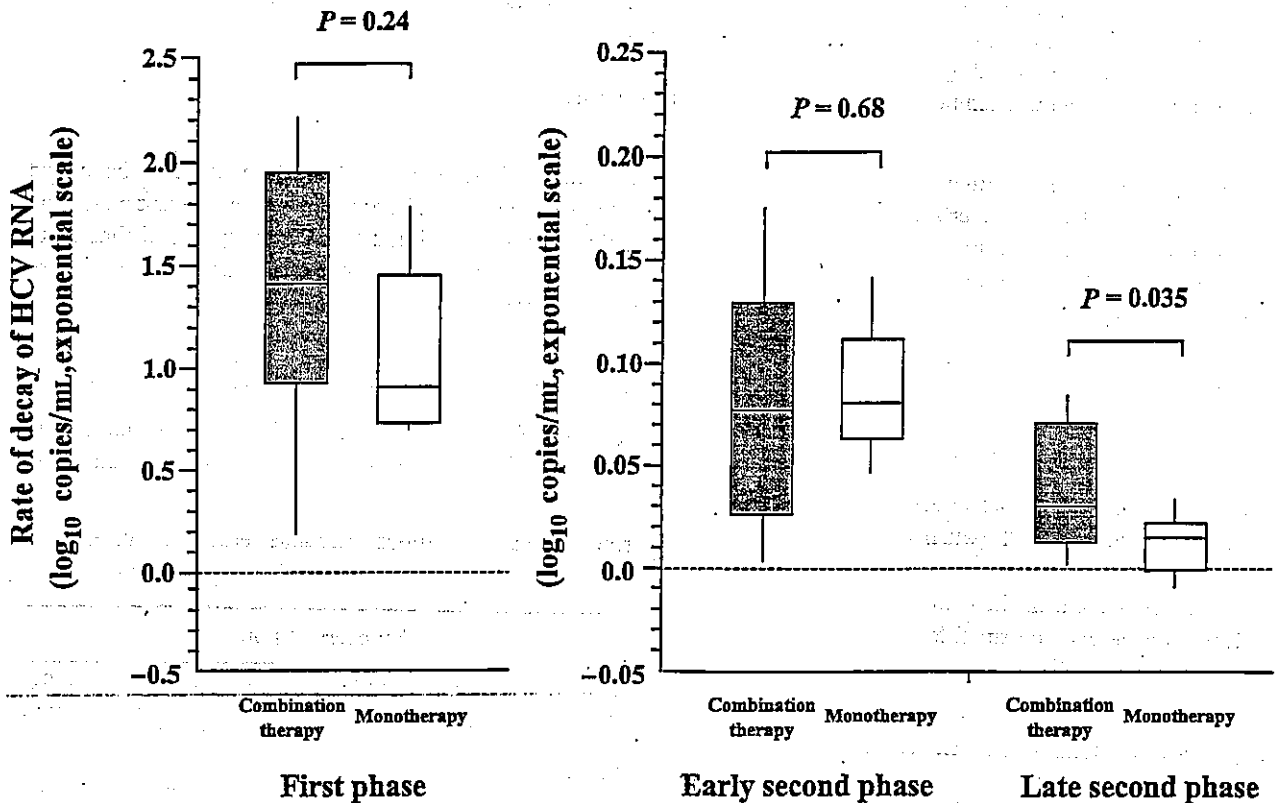 P = 0.24
Rate of decay of HCV RNA
(log10 copies/mL, exponential scale)
2.5
2.0
1.5
1.0
0.5
0.0
−0.5
Combination therapy
Monotherapy
First phase
(log10 copies/mL, exponential scale)
0.25
0.20
0.15
0.10
0.05
0.0
−0.05
P = 0.68
P = 0.035
Combination therapy
Monotherapy
Combination therapy
Monotherapy
Early second phase
Late second phase